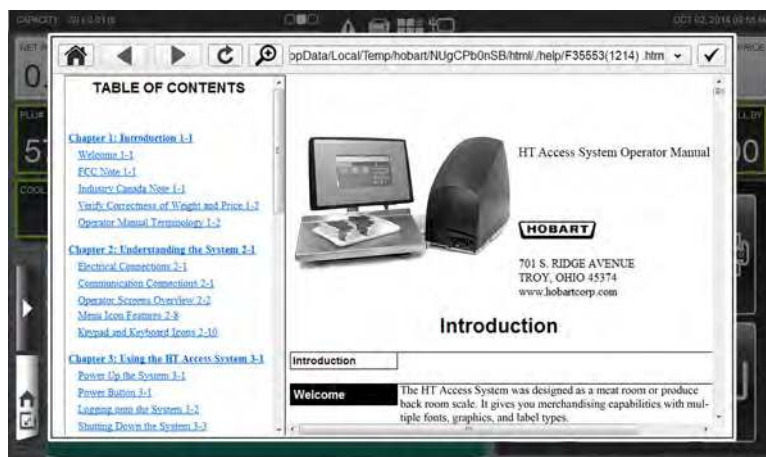 CAPACITY
OCT 02, 2014
NET
PRICE
0.
PLU#
LL BY
57
00
COOL
ppData/Local/Temp/hobart/NUgCPb0nSB/html/./help/F35553(1214) .htm
TABLE OF CONTENTS
Chapter 1: Introduction 1-1
Welcome 1-1
FCC Note 1-1
Industry Canada Note 1-1
Verify Correctness of Weight and Price 1-2
Operator Manual Terminology 1-2
Chapter 2: Understanding the System 2-1
Electrical Connections 2-1
Communication Connections 2-1
Operator Screens Overview 2-2
Menu Icon Features 2-8
Keypad and Keyboard Icons 2-10
Chapter 3: Using the HT Access System 3-1
Power Up the System 3-1
Power Button 3-1
Logging onto the System 3-2
Shutting Down the System 3-3
HT Access System Operator Manual
HOBART
701 S. RIDGE AVENUE
TROY, OHIO 45374
www.hobartcorp.com
Introduction
Introduction
Welcome
The HT Access System was designed as a meat room or produce
back room scale. It gives you merchandising capabilities with mul-
tiple fonts, graphics, and label types.